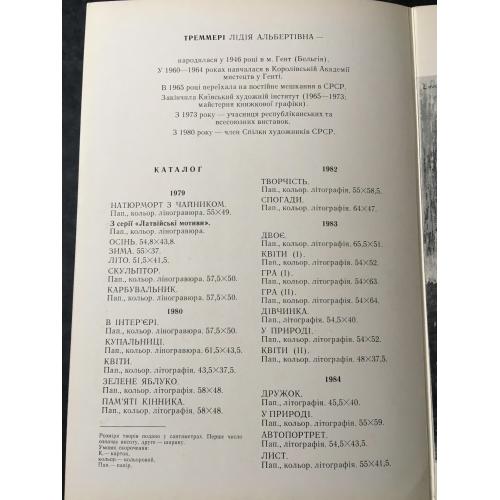 ТРЕММЕРІ ЛІДІЯ АЛЬБЕРТІВНА —
народилася у 1946 році в м. Гент (Бельгія).
У 1960—1964 роках навчалася в Королівській Академії
мистецтв у Генті.
В 1965 році переїхала на постійне мешкання в СРСР.
Закінчила Київський художній інститут (1965—1973;
майстерня книжкової графіки).
З 1973 року — учасниця республіканських та
всесоюзних виставок.
З 1980 року — член Спілки художників СРСР.
КАТАЛОГ
1979
НАТЮРМОРТ З ЧАЙНИКОМ.
Пап., кольор. ліногравюра. 55×49.
З серії «Латвійські мотиви».
Пап., кольор. ліногравюра.
ОСІНЬ. 54,8×43,8.
ЗИМА. 55×37.
ЛІТО. 51,5×41,5.
СКУЛЬПТОР.
Пап., кольор. ліногравюра. 57,5×50.
КАРБУВАЛЬНИК.
Пап., кольор. ліногравюра. 57,5×50.
1980
В ІНТЕР'ЄРІ.
Пап., кольор. ліногравюра. 57,5×50.
КУПАЛЬНИЦІ.
Пап., кольор. ліногравюра. 61,5×43,5.
КВІТИ.
Пап., кольор. літографія. 43,5×37,5.
ЗЕЛЕНЕ ЯБЛУКО.
Пап., кольор. літографія. 58×48.
ПАМ'ЯТІ КІННИКА.
Пап., кольор. літографія. 58×48.
Розміри творів подано у сантиметрах. Перше число
означає висоту, друге — ширину.
Умовні скорочення:
К.— картон,
кольор.— кольоровий,
Пап.— папір.
1982
ТВОРЧІСТЬ.
Пап., кольор. літографія. 55×58,5.
СПОГАДИ.
Пап., кольор. літографія. 64×47.
1983
ДВОЄ.
Пап., кольор. літографія. 65,5×51.
КВІТИ (I).
Пап., кольор. літографія. 54×52.
ГРА (I).
Пап., кольор. літографія. 54×63.
ГРА (II).
Пап., кольор. літографія. 54×64.
ДІВЧИНКА.
Пап., кольор. літографія. 54,5×40.
У ПРИРОДІ.
Пап., кольор. літографія. 54×52.
КВІТИ (II).
Пап., кольор. літографія. 48×37,5.
1984
ДРУЖОК.
Пап., кольор. літографія. 45,5×40.
У ПРИРОДІ.
Пап., кольор. літографія. 55×59.
АВТОПОРТРЕТ.
Пап., кольор. літографія. 54,5×43,5.
ЛИСТ.
Пап., кольор. літографія. 55×41,5.